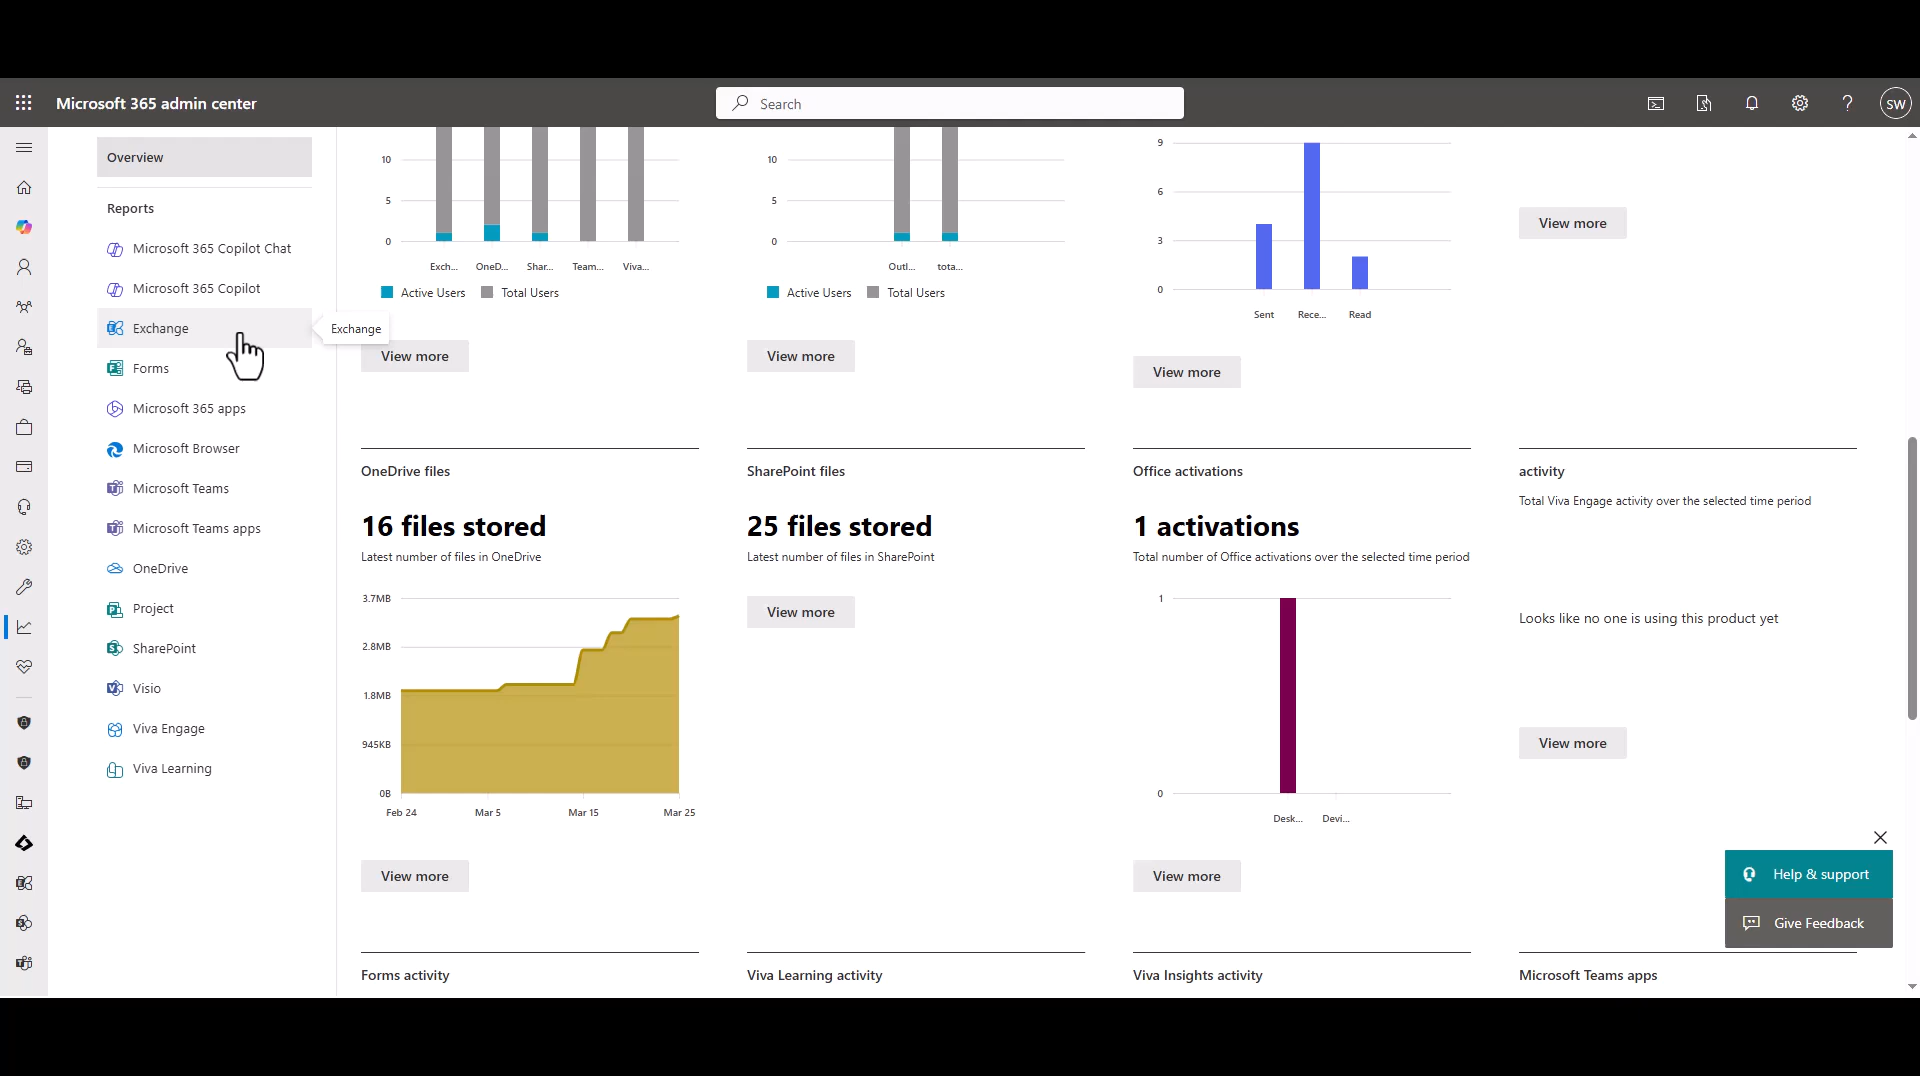 Microsoft 365 admin center
Search
SW
Overview
Reports
Microsoft 365 Copilot Chat
Microsoft 365 Copilot
Exchange
Exchange
Forms
Microsoft 365 apps
Microsoft Browser
Microsoft Teams
Microsoft Teams apps
OneDrive
Project
SharePoint
Visio
Viva Engage
Viva Learning
10
5
0
Exch... OneD... Shar... Team... Viva...
Active Users Total Users
View more
10
5
0
Outl... tota...
Active Users Total Users
View more
9
6
3
0
Sent Rece... Read
View more
View more
OneDrive files
16 files stored
Latest number of files in OneDrive
3.7MB
2.8MB
1.8MB
945KB
0B
Feb 24 Mar 5 Mar 15 Mar 25
View more
SharePoint files
25 files stored
Latest number of files in SharePoint
View more
Office activations
1 activations
Total number of Office activations over the selected time period
1
0
Desk... Devi...
View more
activity
Total Viva Engage activity over the selected time period
Looks like no one is using this product yet
View more
Help & support
Give Feedback
Forms activity
Viva Learning activity
Viva Insights activity
Microsoft Teams apps